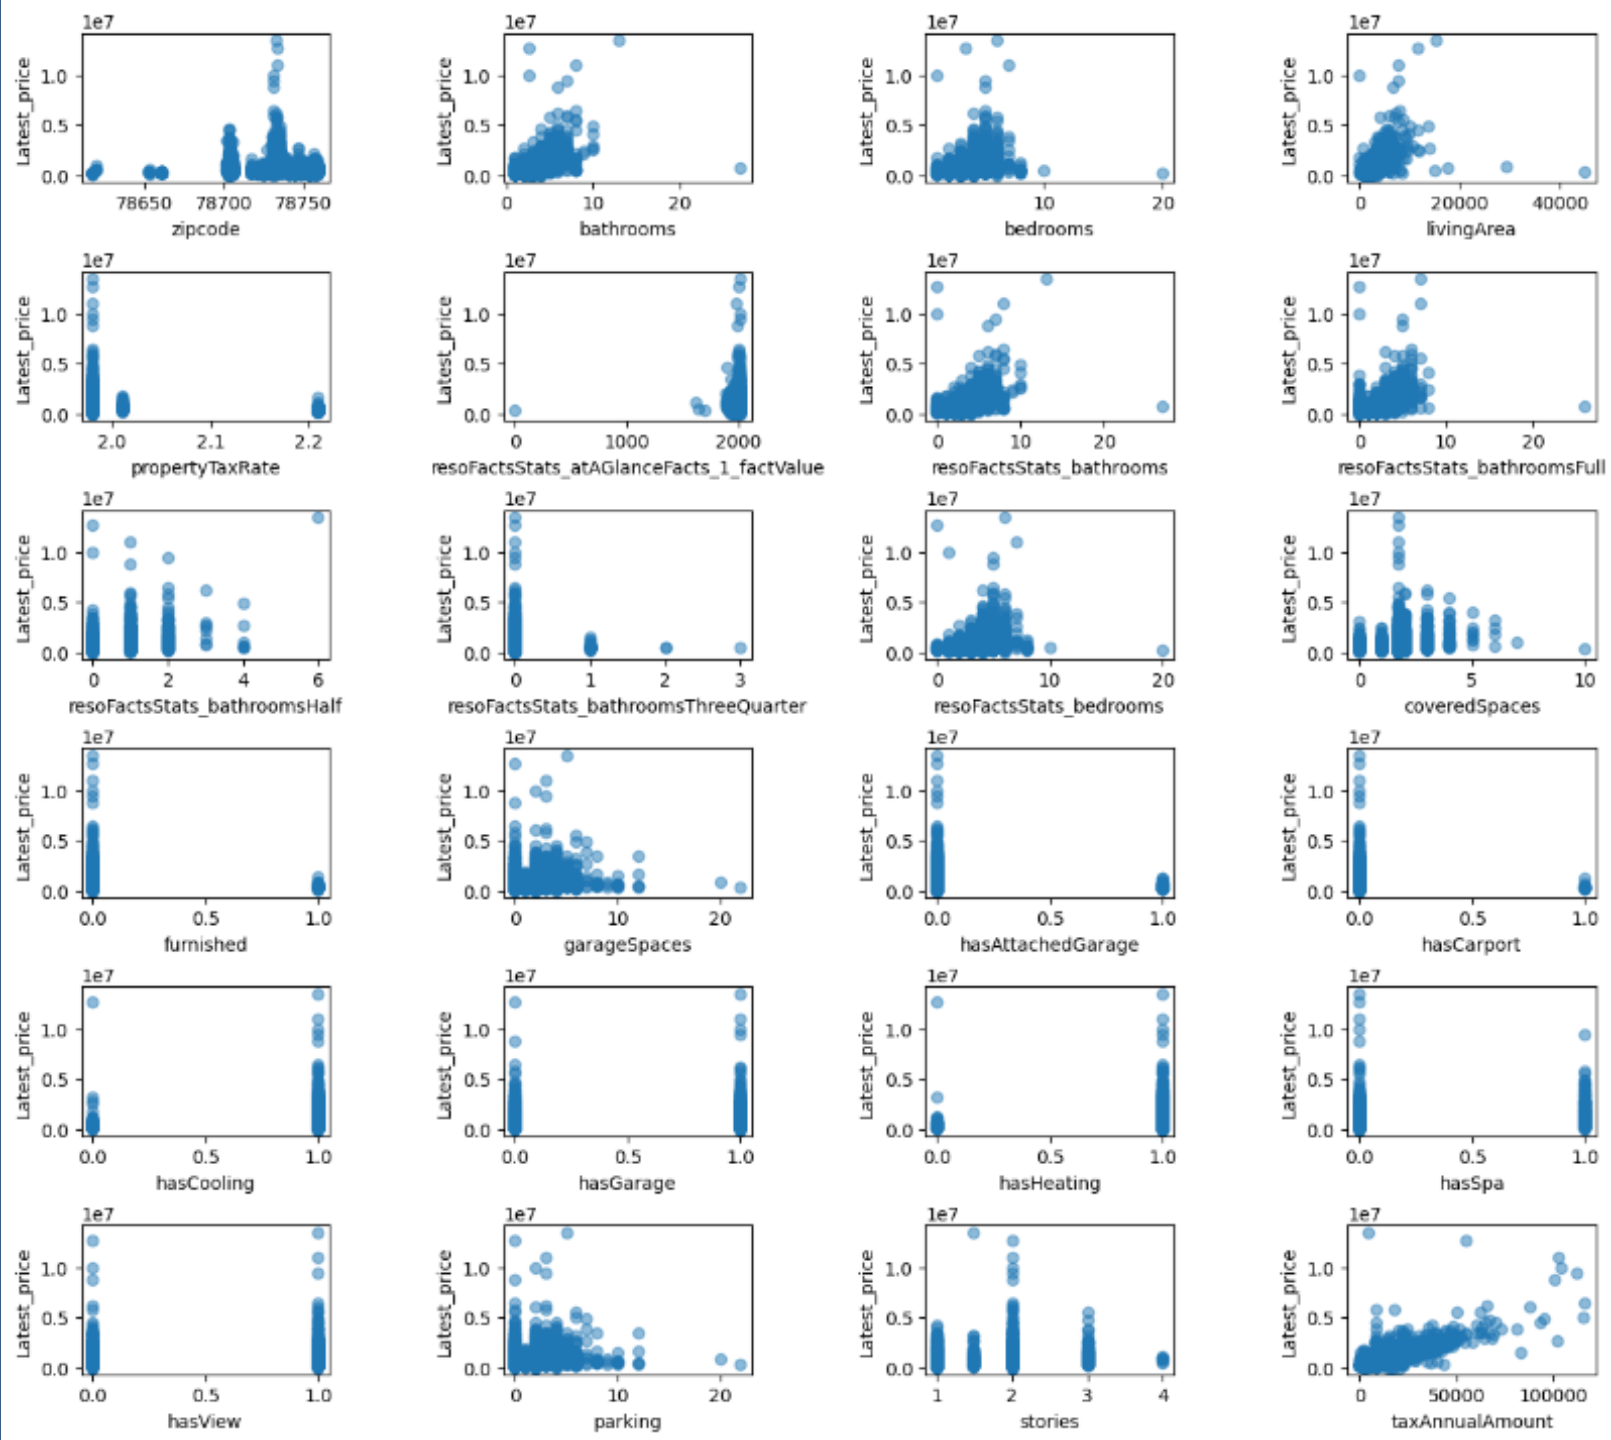 1e7 1e7 1e7 1e7
Latest_price Latest_price Latest_price Latest_price
1.0 1.0 1.0 1.0
0.5 0.5 0.5 0.5
0.0 0.0 0.0 0.0
78650 78700 78750 0 10 20 10 20 0 20000 40000
zipcode bathrooms bedrooms livingArea
1e7 1e7 1e7 1e7
Latest_price Latest_price Latest_price Latest_price
1.0 1.0 1.0 1.0
0.5 0.5 0.5 0.5
0.0 0.0 0.0 0.0
2.0 2.1 2.2 0 1000 2000 0 10 20 0 10 20
propertyTaxRate resoFactsStats_atAGlanceFacts_1_factValue resoFactsStats_bathrooms resoFactsStats_bathroomsFull
1e7 1e7 1e7 1e7
Latest_price Latest_price Latest_price Latest_price
1.0 1.0 1.0 1.0
0.5 0.5 0.5 0.5
0.0 0.0 0.0 0.0
0 2 4 6 0 1 2 3 0 10 20 0 5 10
resoFactsStats_bathroomsHalf resoFactsStats_bathroomsThreeQuarter resoFactsStats_bedrooms coveredSpaces
1e7 1e7 1e7 1e7
Latest_price Latest_price Latest_price Latest_price
1.0 1.0 1.0 1.0
0.5 0.5 0.5 0.5
0.0 0.0 0.0 0.0
0.0 0.5 1.0 0 10 20 0.0 0.5 1.0 0.0 0.5 1.0
furnished garageSpaces hasAttachedGarage hasCarport
1e7 1e7 1e7 1e7
Latest_price Latest_price Latest_price Latest_price
1.0 1.0 1.0 1.0
0.5 0.5 0.5 0.5
0.0 0.0 0.0 0.0
0.0 0.5 1.0 0.0 0.5 1.0 0.0 0.5 1.0 0.0 0.5 1.0
hasCooling hasGarage hasHeating hasSpa
1e7 1e7 1e7 1e7
Latest_price Latest_price Latest_price Latest_price
1.0 1.0 1.0 1.0
0.5 0.5 0.5 0.5
0.0 0.0 0.0 0.0
0.0 0.5 1.0 0 10 20 1 2 3 4 0 50000 100000
hasView parking stories taxAnnualAmount